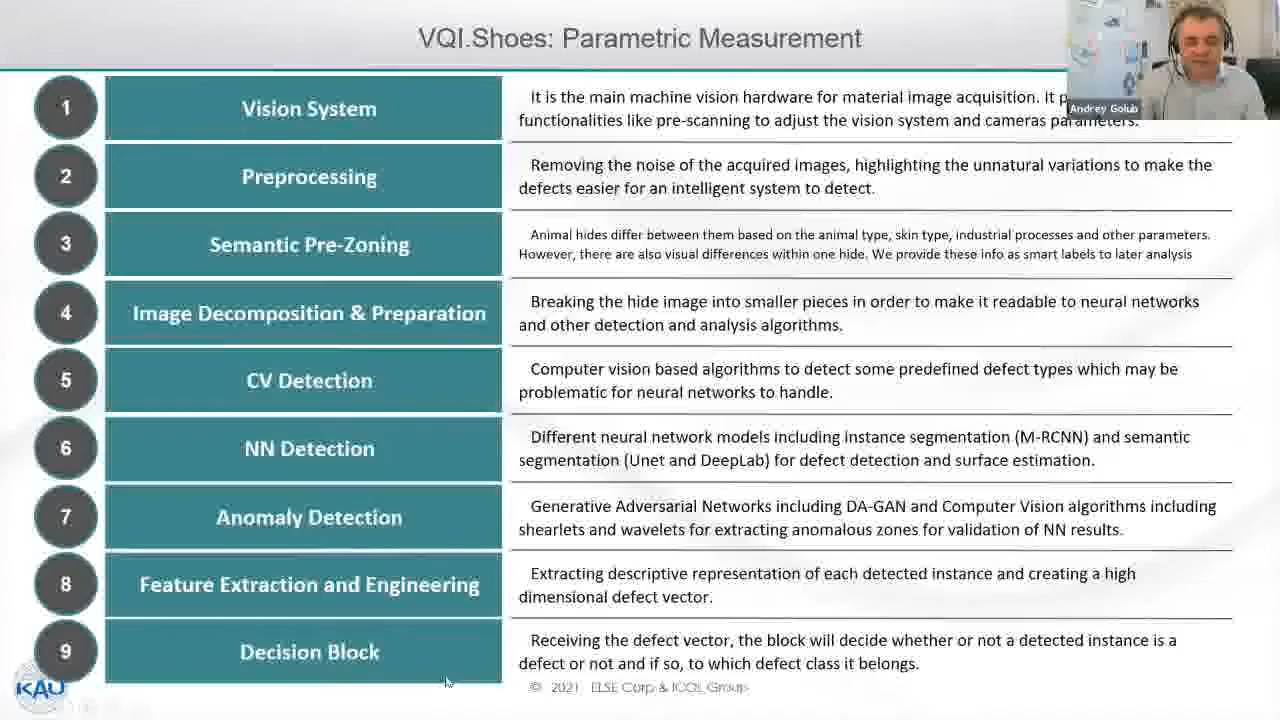 VQI.Shoes: Parametric Measurement
Andrey Golub
1
Vision System
It is the main machine vision hardware for material image acquisition. It
functionalities like pre-scanning to adjust the vision system and cameras parameters.
2
Preprocessing
Removing the noise of the acquired images, highlighting the unnatural variations to make the
defects easier for an intelligent system to detect.
3
Semantic Pre-Zoning
Animal hides differ between them based on the animal type, skin type, industrial processes and other parameters.
However, there are also visual differences within one hide. We provide these info as smart labels to later analysis
4
Image Decomposition & Preparation
Breaking the hide image into smaller pieces in order to make it readable to neural networks
and other detection and analysis algorithms.
5
CV Detection
Computer vision based algorithms to detect some predefined defect types which may be
problematic for neural networks to handle.
6
NN Detection
Different neural network models including instance segmentation (M-RCNN) and semantic
segmentation (Unet and DeepLab) for defect detection and surface estimation.
7
Anomaly Detection
Generative Adversarial Networks including DA-GAN and Computer Vision algorithms including
shearlets and wavelets for extracting anomalous zones for validation of NN results.
8
Feature Extraction and Engineering
Extracting descriptive representation of each detected instance and creating a high
dimensional defect vector.
9
Decision Block
Receiving the defect vector, the block will decide whether or not a detected instance is a
defect or not and if so, to which defect class it belongs.
KAU
© 2021 ELSE Corp & ICOL Group